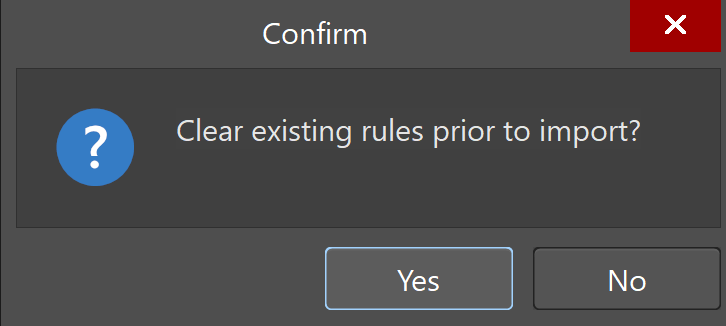 Confirm
?
Clear existing rules prior to import?
Yes
No